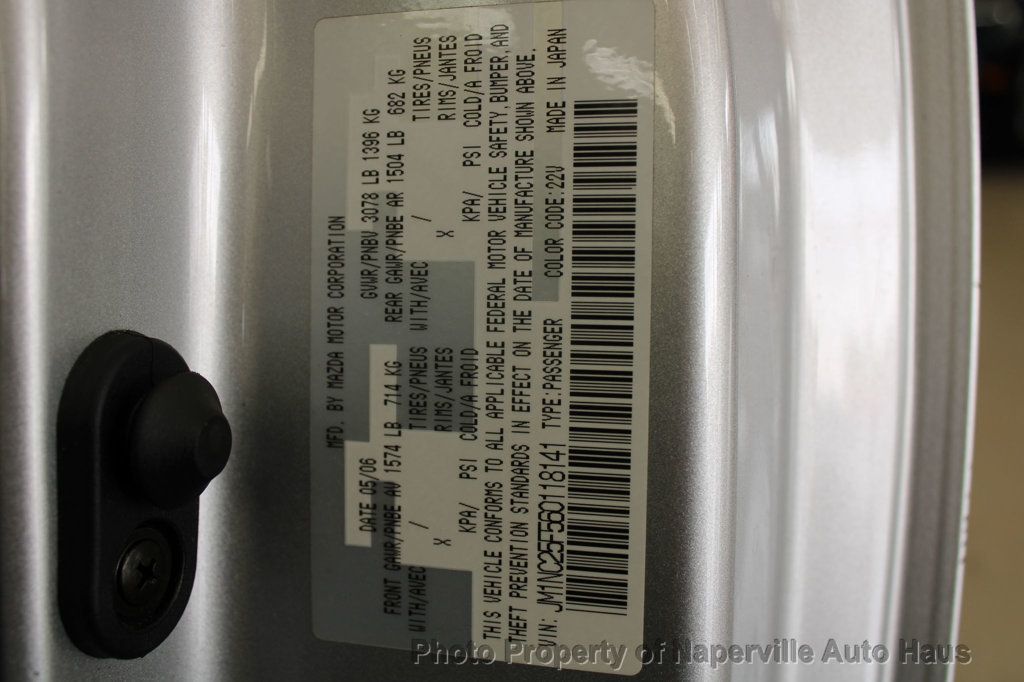 MFD. BY MAZDA MOTOR CORPORATION
DATE 05/06 GVWR/PNBV 3078 LB 1396 KG
FRONT GAWR/PNBE AV 1574 LB 714 KG REAR GAWR/PNBE AR 1504 LB 682 KG
WITH/AVEC / TIRES/PNEUS WITH/AVEC / TIRES/PNEUS
X RIMS/JANTES X RIMS/JANTES
KPA/ PSI COLD/A FROID KPA/ PSI COLD/A FROID
THIS VEHICLE CONFORMS TO ALL APPLICABLE FEDERAL MOTOR VEHICLE SAFETY, BUMPER, AND
THEFT PREVENTION STANDARDS IN EFFECT ON THE DATE OF MANUFACTURE SHOWN ABOVE.
VIN: JM1NC25F560118141 TYPE:PASSENGER COLOR CODE:22V MADE IN JAPAN
Photo Property of Naperville Auto Haus